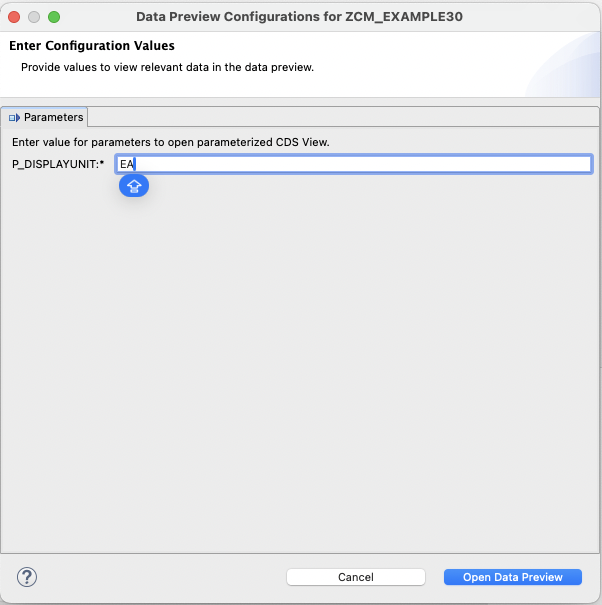 Data Preview Configurations for ZCM_EXAMPLE30
Enter Configuration Values
Provide values to view relevant data in the data preview.
Parameters
Enter value for parameters to open parameterized CDS View.
P_DISPLAYUNIT:* EA
? Cancel Open Data Preview